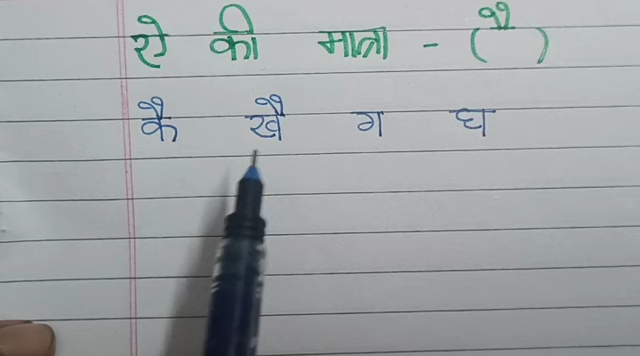 ऐ की मात्रा - ( ै )
कै खै ग घ